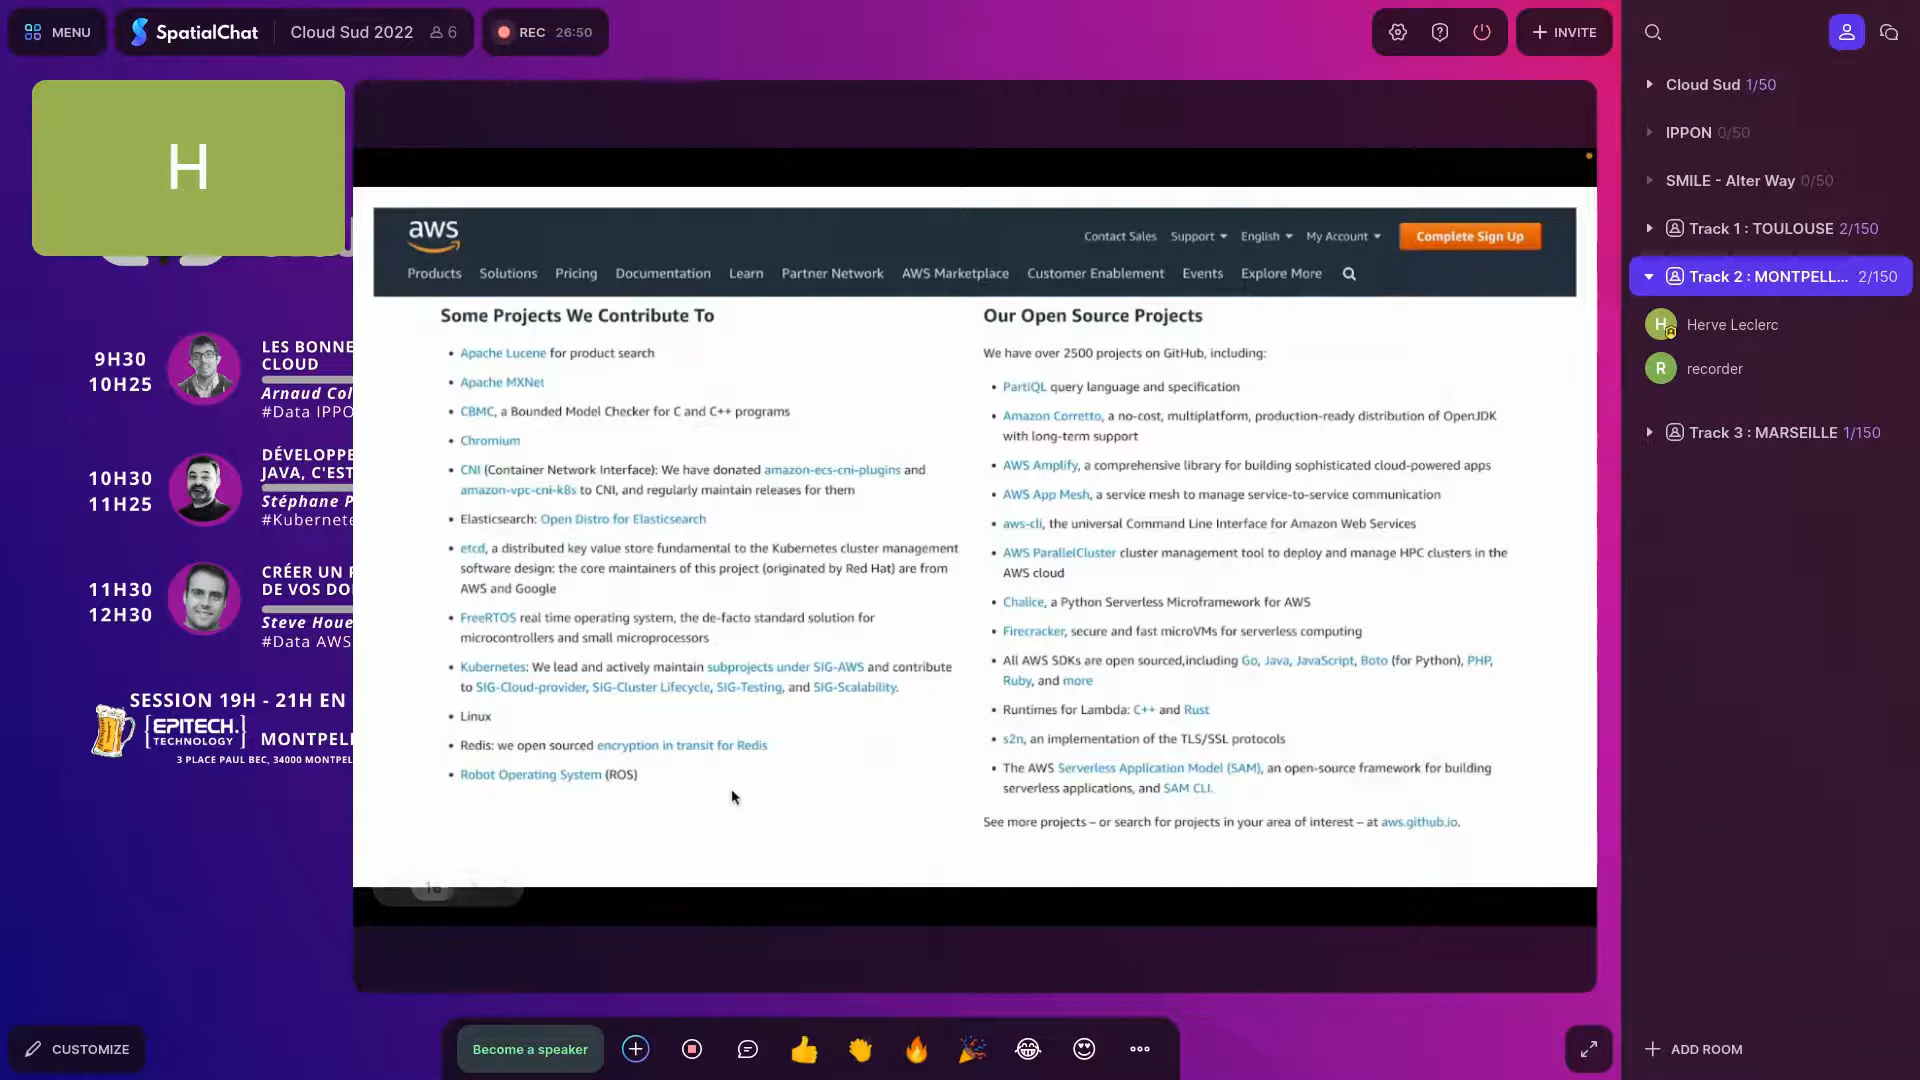 MENU
SpatialChat
Cloud Sud 2022
6
REC 26:50
INVITE
H
9H30
10H25
LES BONNE
CLOUD
Arnaud Col
#Data IPPO
10H30
11H25
DÉVELOPPE
JAVA, C'EST
Stéphane P
#Kubernete
11H30
12H30
CRÉER UN
DE VOS DO
Steve Houe
#Data AWS
SESSION 19H - 21H EN
[EPITECH.]
TECHNOLOGY
MONTPEL
3 PLACE PAUL BEC, 34000 MONTPEL
aws
Contact Sales Support English My Account Complete Sign Up
Products Solutions Pricing Documentation Learn Partner Network AWS Marketplace Customer Enablement Events Explore More
Some Projects We Contribute To
• Apache Lucene for product search
• Apache MXNet
• CBMC, a Bounded Model Checker for C and C++ programs
• Chromium
• CNI (Container Network Interface): We have donated amazon-ecs-cni-plugins and
amazon-vpc-cni-k8s to CNI, and regularly maintain releases for them
• Elasticsearch: Open Distro for Elasticsearch
• etcd, a distributed key value store fundamental to the Kubernetes cluster management
software design: the core maintainers of this project (originated by Red Hat) are from
AWS and Google
• FreeRTOS real time operating system, the de-facto standard solution for
microcontrollers and small microprocessors
• Kubernetes: We lead and actively maintain subprojects under SIG-AWS and contribute
to SIG-Cloud-provider, SIG-Cluster Lifecycle, SIG-Testing, and SIG-Scalability.
• Linux
• Redis: we open sourced encryption in transit for Redis
• Robot Operating System (ROS)
Our Open Source Projects
We have over 2500 projects on GitHub, including:
• PartiQL query language and specification
• Amazon Corretto, a no-cost, multiplatform, production-ready distribution of OpenJDK
with long-term support
• AWS Amplify, a comprehensive library for building sophisticated cloud-powered apps
• AWS App Mesh, a service mesh to manage service-to-service communication
• aws-cli, the universal Command Line Interface for Amazon Web Services
• AWS ParallelCluster cluster management tool to deploy and manage HPC clusters in the
AWS cloud
• Chalice, a Python Serverless Microframework for AWS
• Firecracker, secure and fast microVMs for serverless computing
• All AWS SDKs are open sourced,including Go, Java, JavaScript, Boto (for Python), PHP,
Ruby, and more
• Runtimes for Lambda: C++ and Rust
• s2n, an implementation of the TLS/SSL protocols
• The AWS Serverless Application Model (SAM), an open-source framework for building
serverless applications, and SAM CLI.
See more projects – or search for projects in your area of interest – at aws.github.io.
Cloud Sud 1/50
IPPON 0/50
SMILE - Alter Way 0/50
Track 1 : TOULOUSE 2/150
Track 2 : MONTPELL... 2/150
H Herve Leclerc
R recorder
Track 3 : MARSEILLE 1/150
CUSTOMIZE
Become a speaker
ADD ROOM